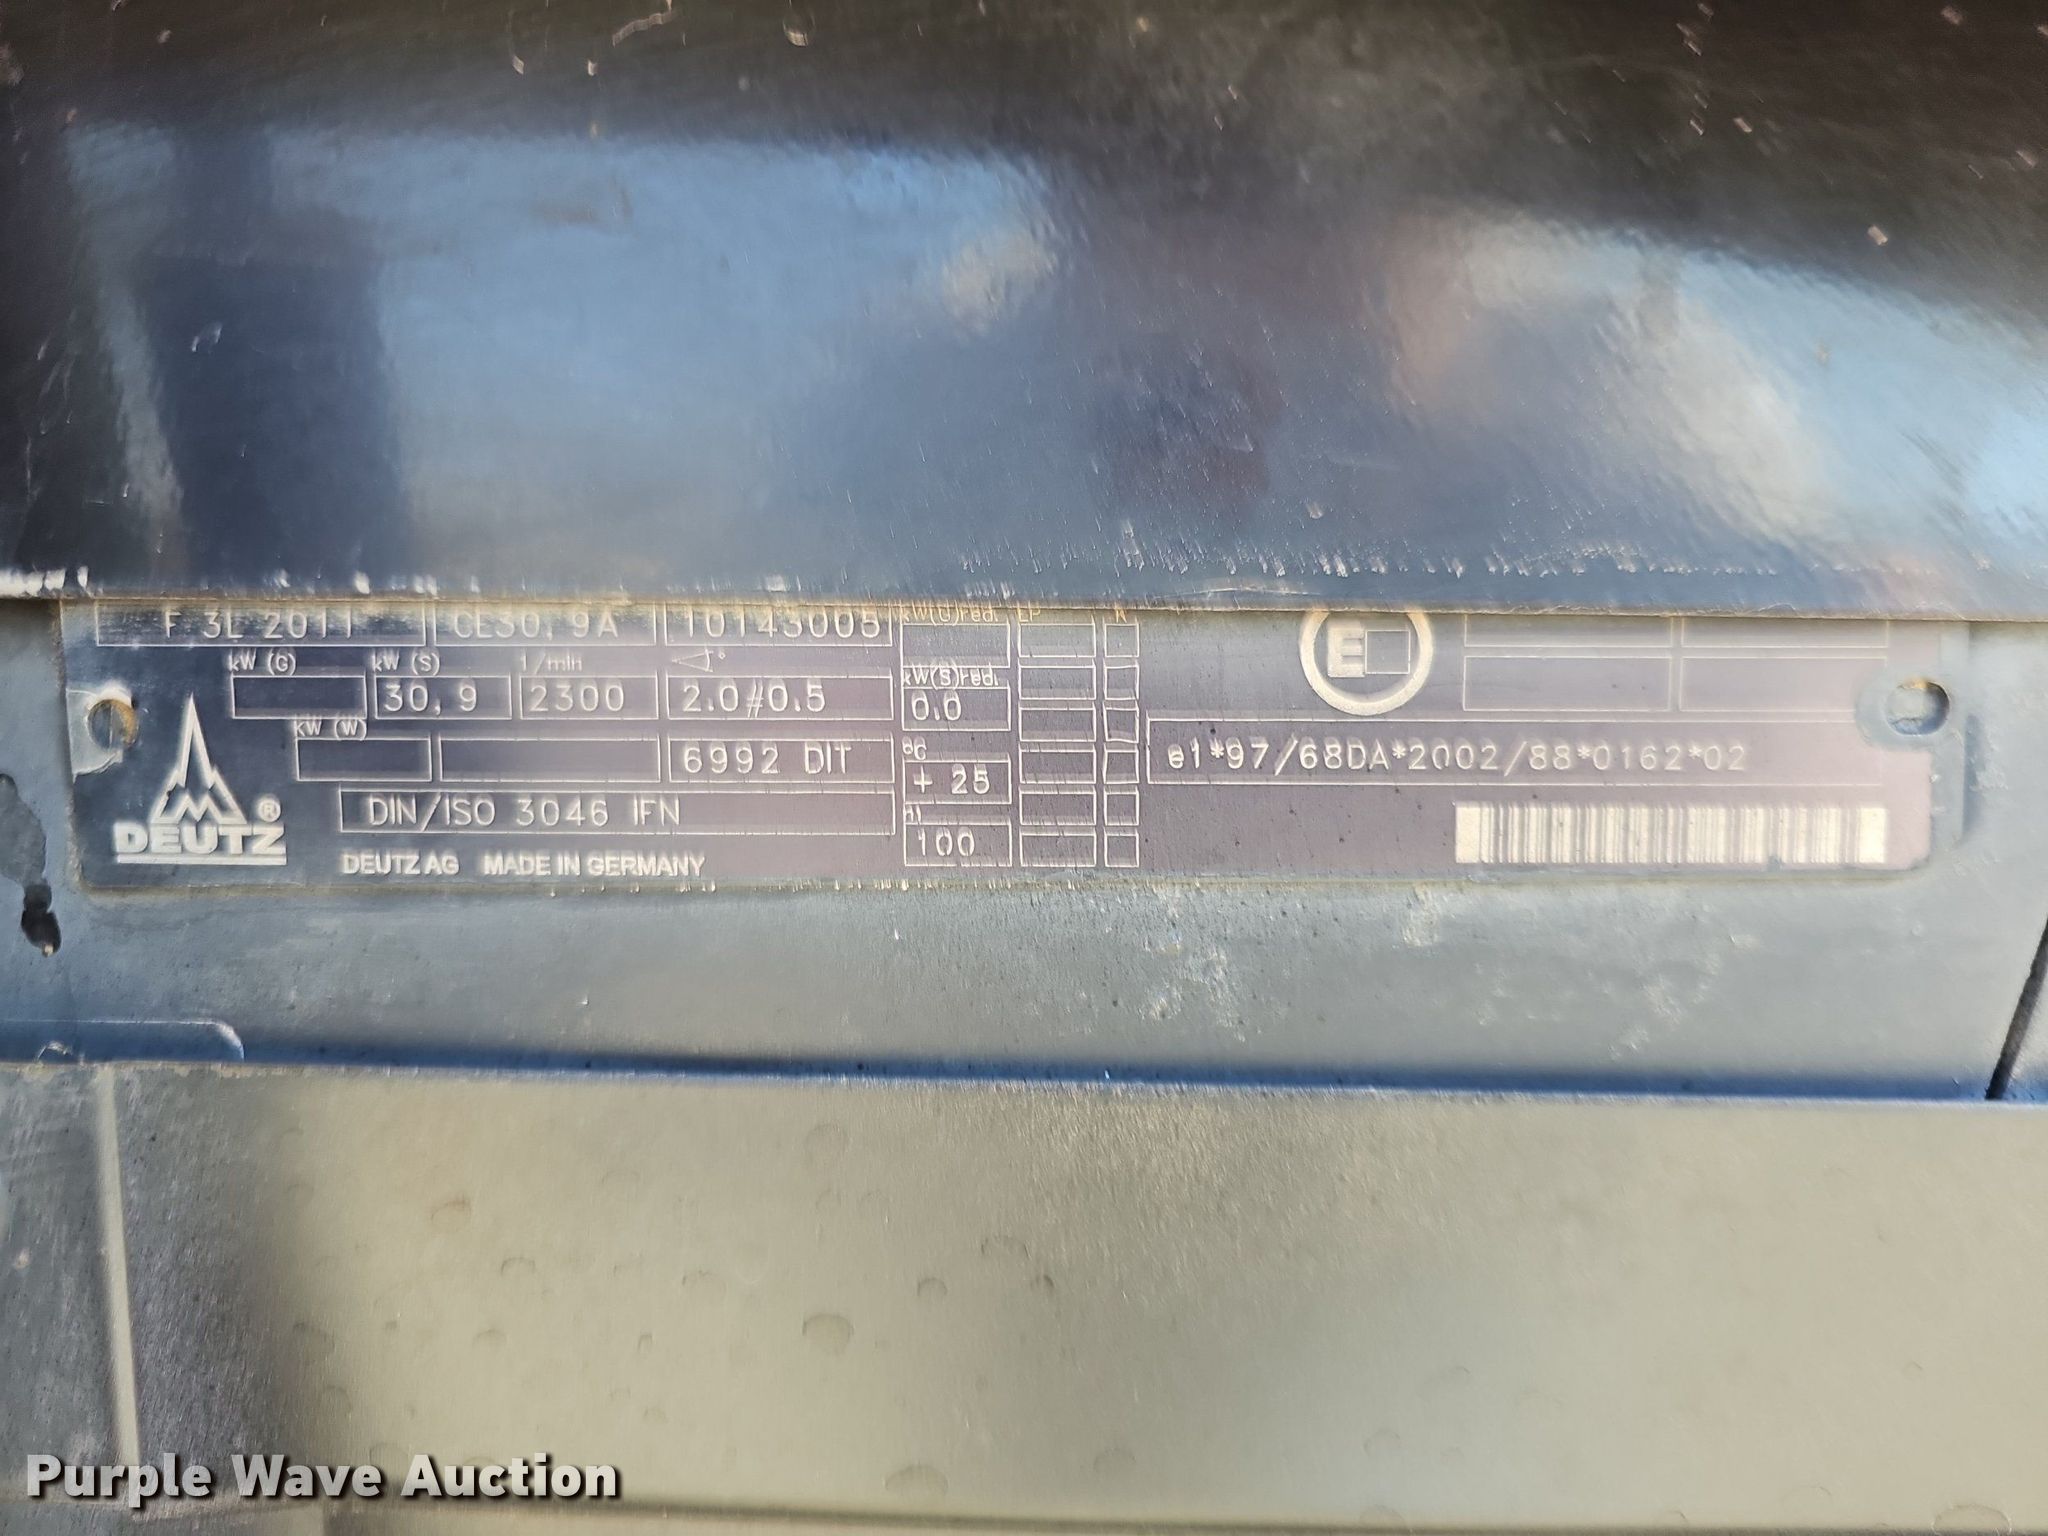 F 3L 2011 CL30,9A 10143005 kW(G)red. LP K
kW (G) kW (S) 1/min ° kW(S)red.
30,9 2300 2.0#0.5 0.0 E
kW (W) °C
6992 DIT + 25 e1*97/68DA*2002/88*0162*02
DIN/ISO 3046 IFN 100
DEUTZ ®
DEUTZ AG MADE IN GERMANY
Purple Wave Auction